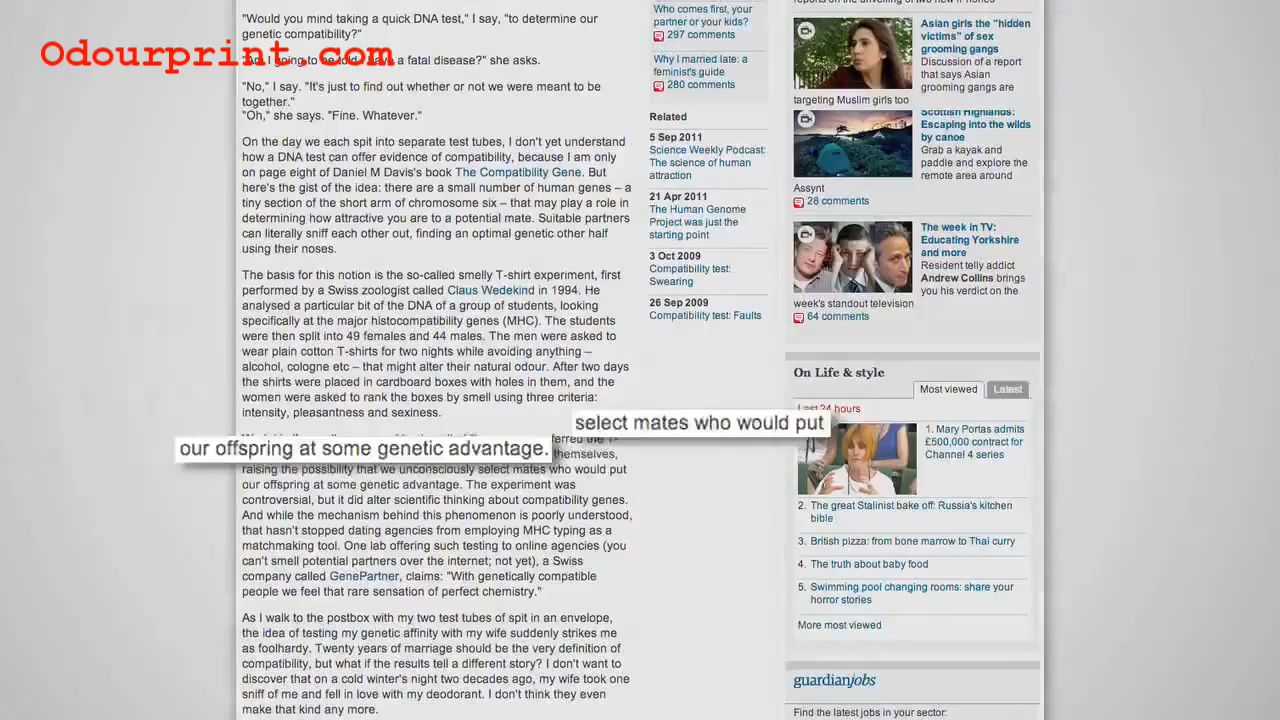 Odourprint.com
"Would you mind taking a quick DNA test," I say, "to determine our
genetic compatibility?"
going to be fatal disease?" she asks.
"No," I say. "It's just to find out whether or not we were meant to be
together."
"Oh," she says. "Fine. Whatever."
On the day we each spit into separate test tubes, I don't yet understand
how a DNA test can offer evidence of compatibility, because I am only
on page eight of Daniel M Davis's book The Compatibility Gene. But
here's the gist of the idea: there are a small number of human genes – a
tiny section of the short arm of chromosome six – that may play a role in
determining how attractive you are to a potential mate. Suitable partners
can literally sniff each other out, finding an optimal genetic other half
using their noses.
The basis for this notion is the so-called smelly T-shirt experiment, first
performed by a Swiss zoologist called Claus Wedekind in 1994. He
analysed a particular bit of the DNA of a group of students, looking
specifically at the major histocompatibility genes (MHC). The students
were then split into 49 females and 44 males. The men were asked to
wear plain cotton T-shirts for two nights while avoiding anything –
alcohol, cologne etc – that might alter their natural odour. After two days
the shirts were placed in cardboard boxes with holes in them, and the
women were asked to rank the boxes by smell using three criteria:
intensity, pleasantness and sexiness.
select mates who would put
our offspring at some genetic advantage.
themselves,
raising the possibility that we unconsciously select mates who would put
our offspring at some genetic advantage. The experiment was
controversial, but it did alter scientific thinking about compatibility genes.
And while the mechanism behind this phenomenon is poorly understood,
that hasn't stopped dating agencies from employing MHC typing as a
matchmaking tool. One lab offering such testing to online agencies (you
can't smell potential partners over the internet; not yet), a Swiss
company called GenePartner, claims: "With genetically compatible
people we feel that rare sensation of perfect chemistry."
As I walk to the postbox with my two test tubes of spit in an envelope,
the idea of testing my genetic affinity with my wife suddenly strikes me
as foolhardy. Twenty years of marriage should be the very definition of
compatibility, but what if the results tell a different story? I don't want to
discover that on a cold winter's night two decades ago, my wife took one
sniff of me and fell in love with my deodorant. I don't think they even
make that kind any more.
Who comes first, your
partner or your kids?
297 comments
Why I married late: a
feminist's guide
280 comments
Related
5 Sep 2011
Science Weekly Podcast:
The science of human
attraction
21 Apr 2011
The Human Genome
Project was just the
starting point
3 Oct 2009
Compatibility test:
Swearing
26 Sep 2009
Compatibility test: Faults
reports on the unveiling of two new
Asian girls the "hidden
victims" of sex
grooming gangs
Discussion of a report
that says Asian
grooming gangs are
targeting Muslim girls too
Scottish Highlands:
Escaping into the wilds
by canoe
Grab a kayak and
paddle and explore the
remote area around
Assynt
28 comments
The week in TV:
Educating Yorkshire
and more
Resident telly addict
Andrew Collins brings
you his verdict on the
week's standout television
64 comments
On Life & style
Most viewed Latest
Last 24 hours
1. Mary Portas admits
£500,000 contract for
Channel 4 series
2. The great Stalinist bake off: Russia's kitchen
bible
3. British pizza: from bone marrow to Thai curry
4. The truth about baby food
5. Swimming pool changing rooms: share your
horror stories
More most viewed
guardianjobs
Find the latest jobs in your sector: